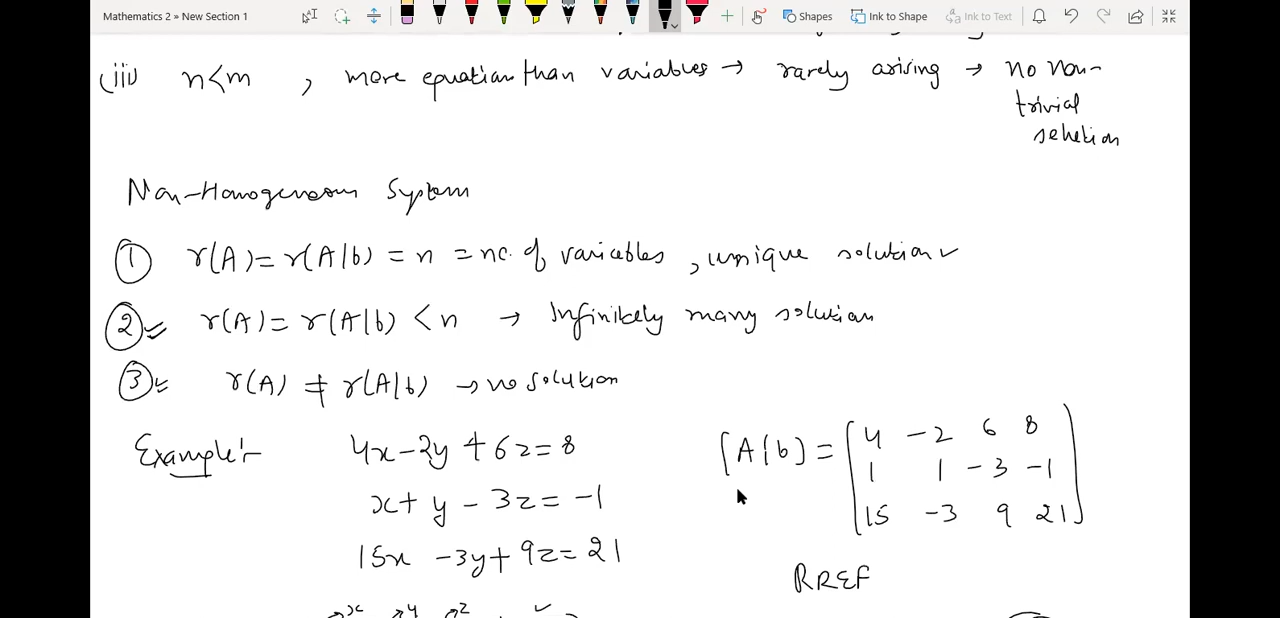 Mathematics 2 » New Section 1
Shapes
Ink to Shape
Ink to Text
(iii) n<m , more equation than variables → rarely arising → no non-
trivial
solution
Non-Homogeneous System
① r(A)=r(A|b) = n = no. of variables, unique solution ✓
② ✓ r(A)= r(A|b) < n → Infinitely many solution
③ ✓ r(A) ≠ r(A|b) → no solution
Example:- 4x-2y+6z=8
x+y-3z=-1
15x-3y+9z=21
[A|b] = [ 4 -2 6 8
1 1 -3 -1
15 -3 9 21 ]
RREF